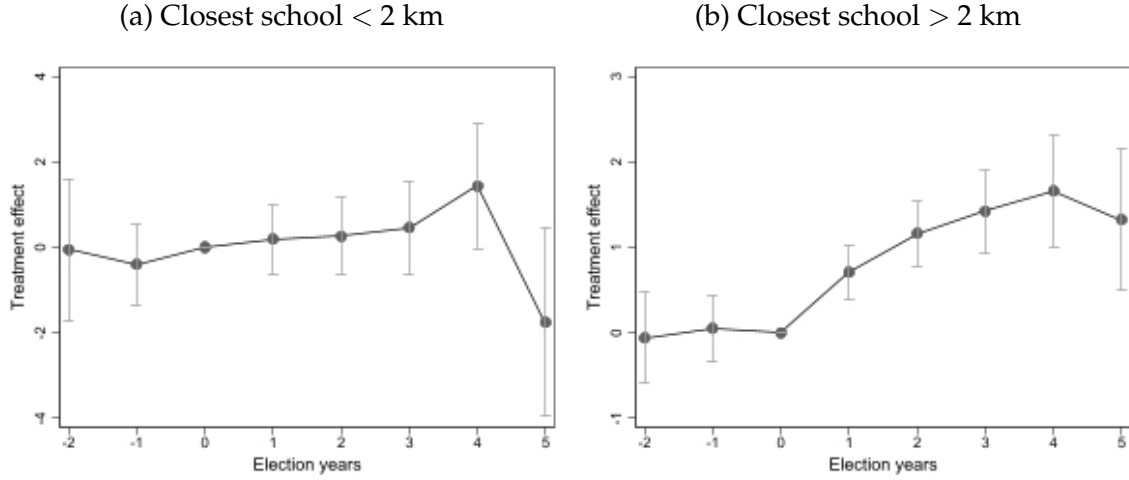 (a) Closest school < 2 km
4
2
0
-2
-4
Treatment effect
-2 -1 0 1 2 3 4 5
Election years
(b) Closest school > 2 km
3
2
1
0
-1
Treatment effect
-2 -1 0 1 2 3 4 5
Election years